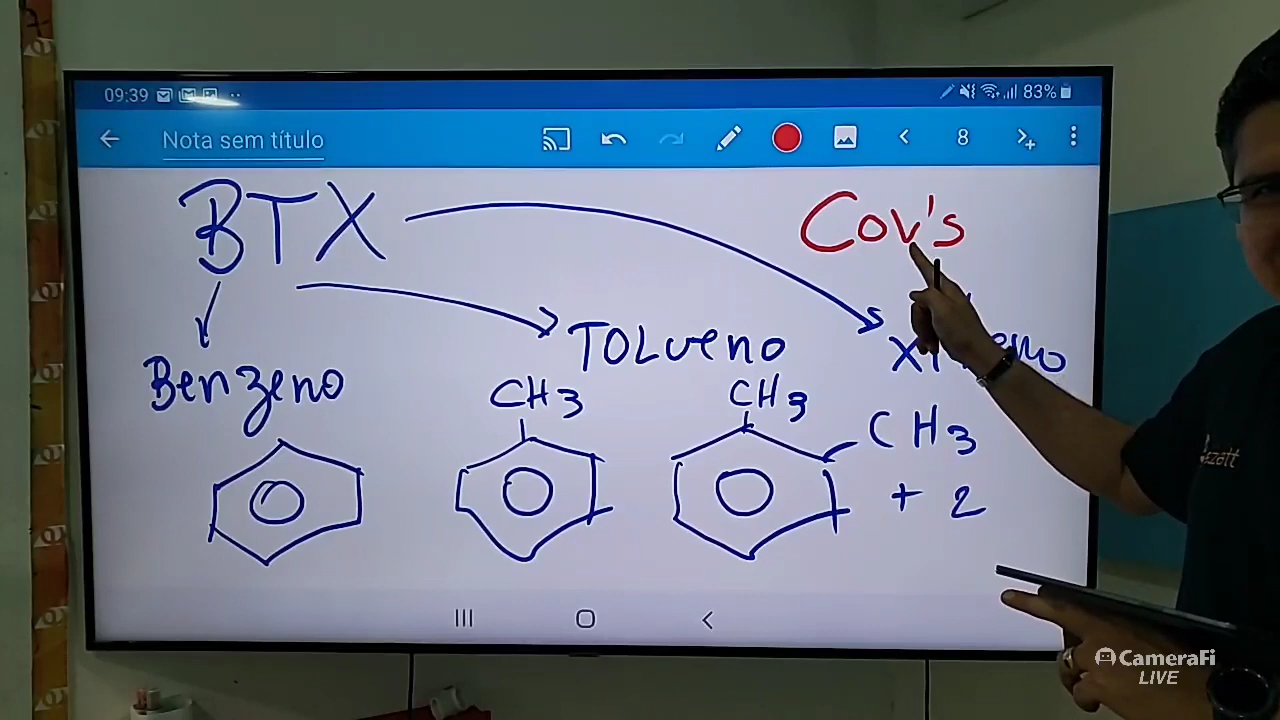 09:39
83%
Nota sem título
8
BTX
Cov's
TOLueno
Benzeno
CH3
CH3
CH3
+ 2
CameraFi
LIVE